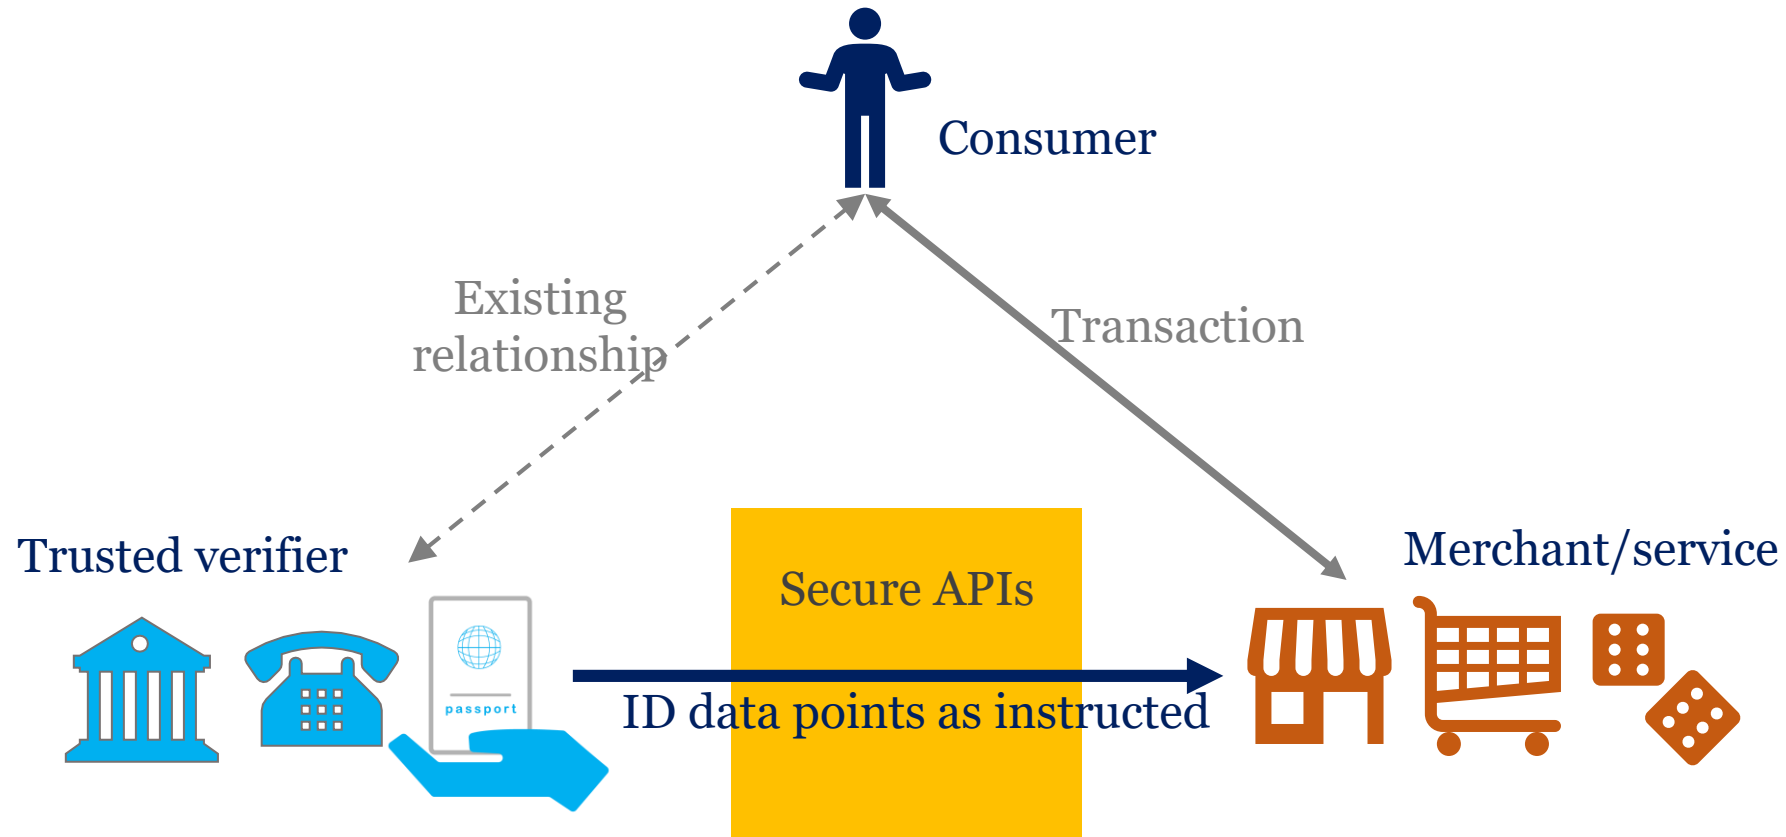 Consumer
Existing
relationship
Transaction
Trusted verifier
Merchant/service
Secure APIs
passport
ID data points as instructed